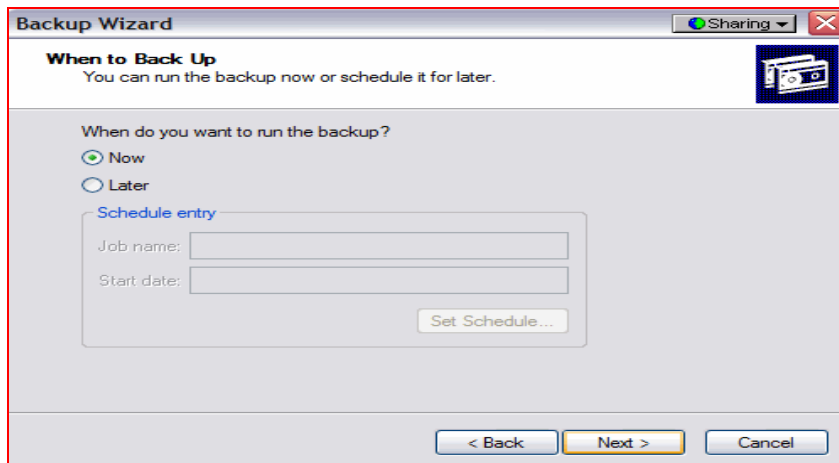 Backup Wizard
Sharing
When to Back Up
You can run the backup now or schedule it for later.
When do you want to run the backup?
Now
Later
Schedule entry
Job name:
Start date:
Set Schedule...
< Back
Next >
Cancel